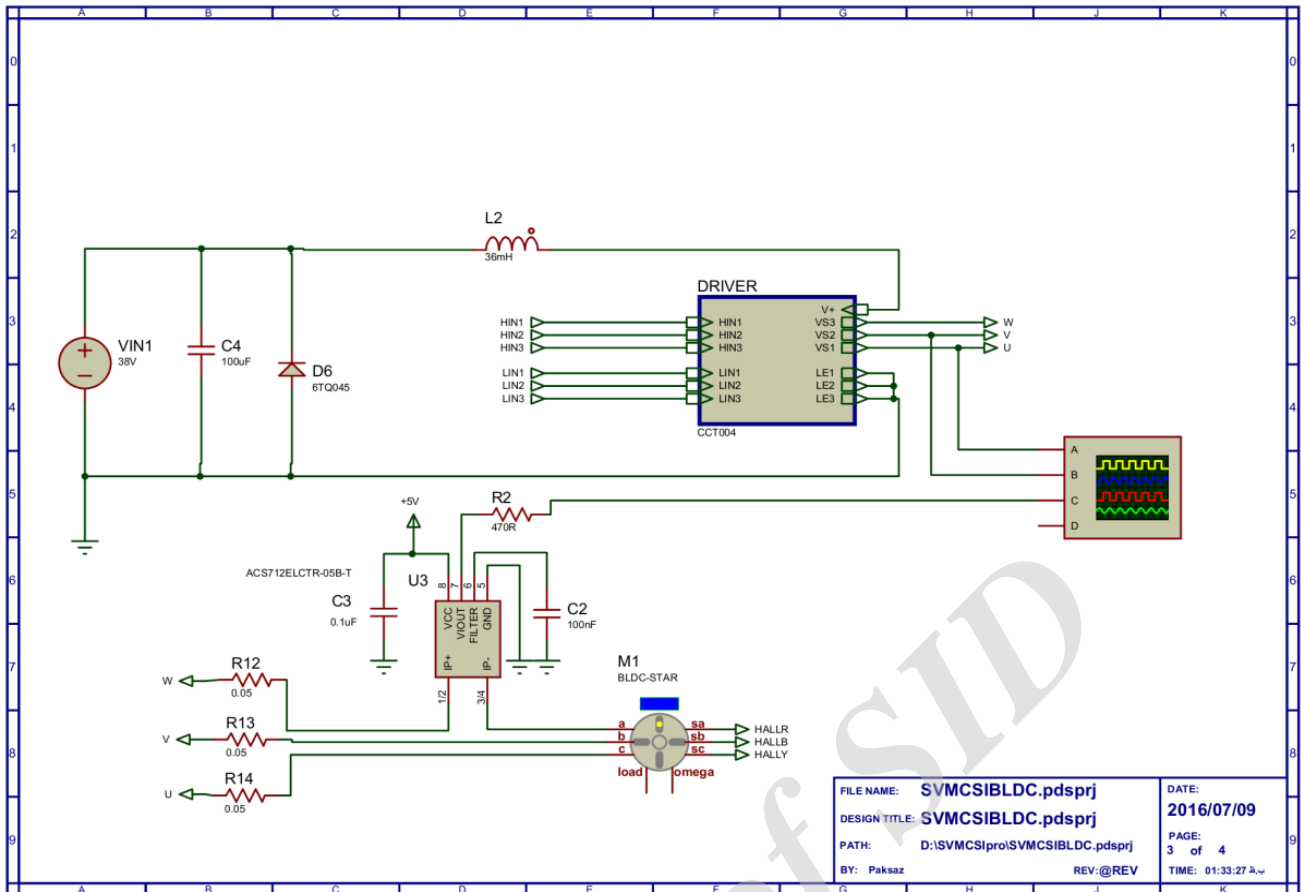 A B C D E F G H J K
0 0
1 1
2 2
3 3
4 4
5 5
6 6
7 7
8 8
9 9
L2
36mH
DRIVER
V+
HIN1 HIN1 VS3 W
HIN2 HIN2 VS2 V
HIN3 HIN3 VS1 U
LIN1 LIN1 LE1
LIN2 LIN2 LE2
LIN3 LIN3 LE3
CCT004
VIN1
38V
C4
100uF
D6
6TQ045
A
B
C
D
+5V
R2
470R
ACS712ELCTR-05B-T
U3
8 7 6 5
VCC
VIOUT
FILTER
GND
IP+
IP-
1/2
3/4
C3
0.1uF
C2
100nF
W
R12
0.05
V
R13
0.05
U
R14
0.05
M1
BLDC-STAR
a sa HALLR
b sb HALLB
c sc HALLY
load omega
of SID
FILE NAME: SVMCSIBLDC.pdsprj
DESIGN TITLE: SVMCSIBLDC.pdsprj
PATH: D:\SVMCSIpro\SVMCSIBLDC.pdsprj
BY: Paksaz REV:@REV
DATE:
2016/07/09
PAGE:
3 of 4
TIME: 01:33:27 ب.ظ
A B C D E F G H J K